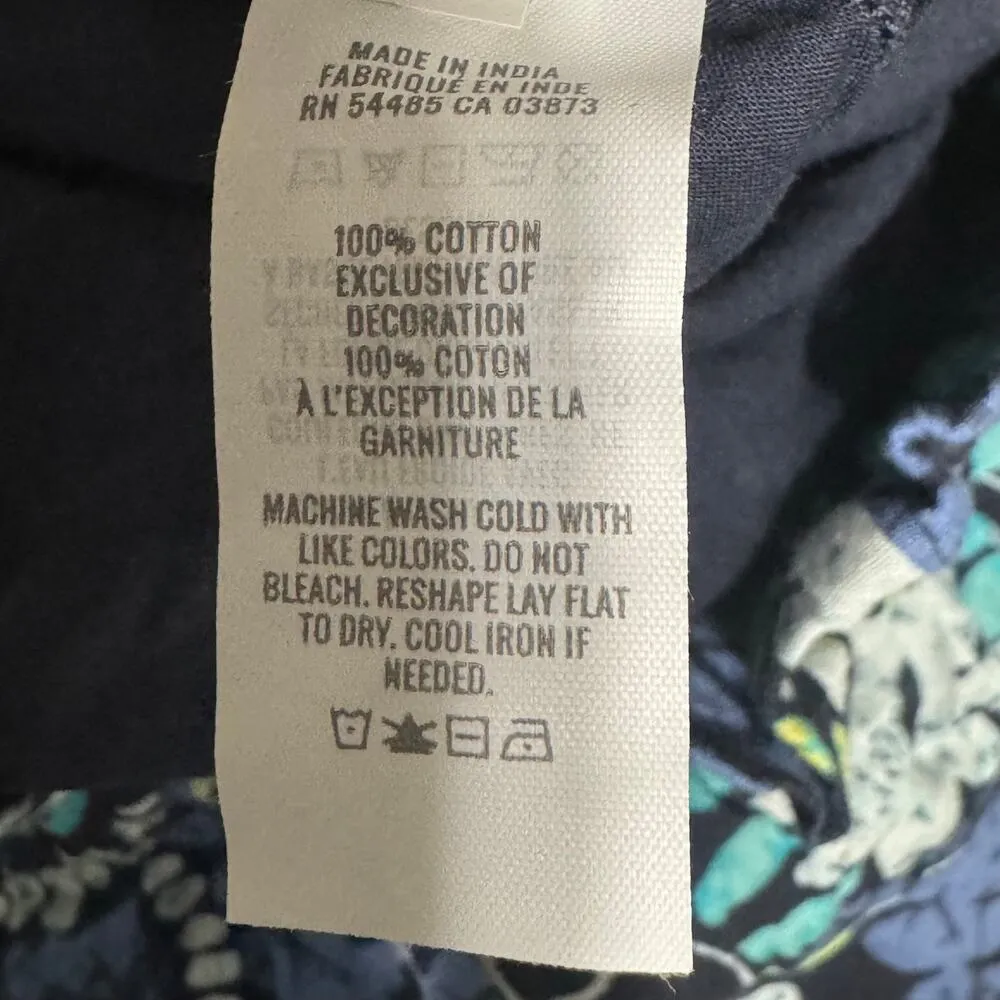 MADE IN INDIA
FABRIQUÉ EN INDE
RN 54485 CA 03873
100% COTTON
EXCLUSIVE OF
DECORATION
100% COTON
À L'EXCEPTION DE LA
GARNITURE
MACHINE WASH COLD WITH
LIKE COLORS. DO NOT
BLEACH. RESHAPE LAY FLAT
TO DRY. COOL IRON IF
NEEDED.